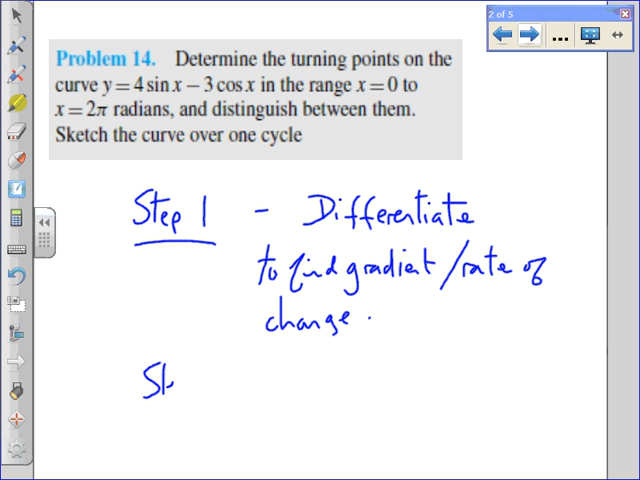 2 of 5
Problem 14. Determine the turning points on the
curve y = 4 sin x − 3 cos x in the range x = 0 to
x = 2π radians, and distinguish between them.
Sketch the curve over one cycle
Step 1 - Differentiate
to find gradient / rate of
change.
St